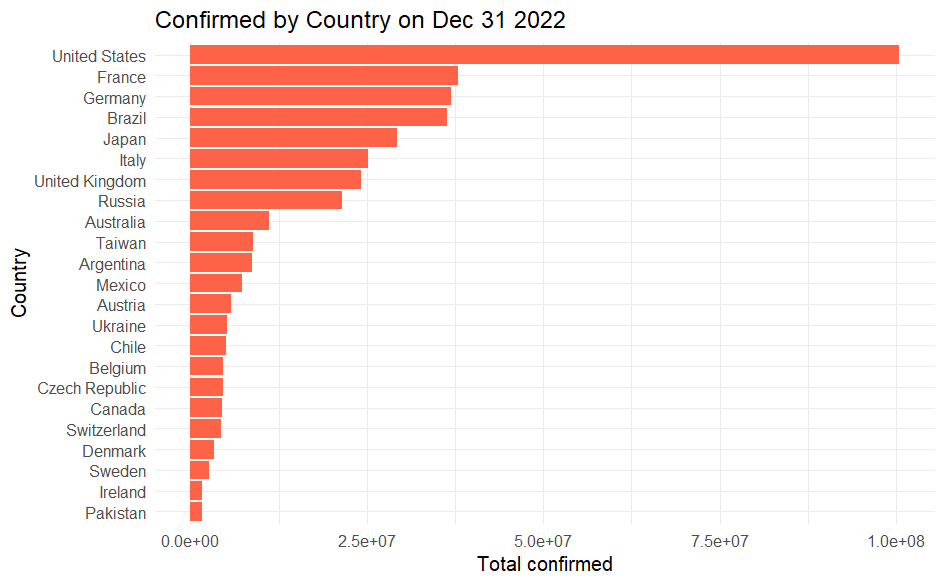 Confirmed by Country on Dec 31 2022
Country
United States
France
Germany
Brazil
Japan
Italy
United Kingdom
Russia
Australia
Taiwan
Argentina
Mexico
Austria
Ukraine
Chile
Belgium
Czech Republic
Canada
Switzerland
Denmark
Sweden
Ireland
Pakistan
0.0e+00 2.5e+07 5.0e+07 7.5e+07 1.0e+08
Total confirmed